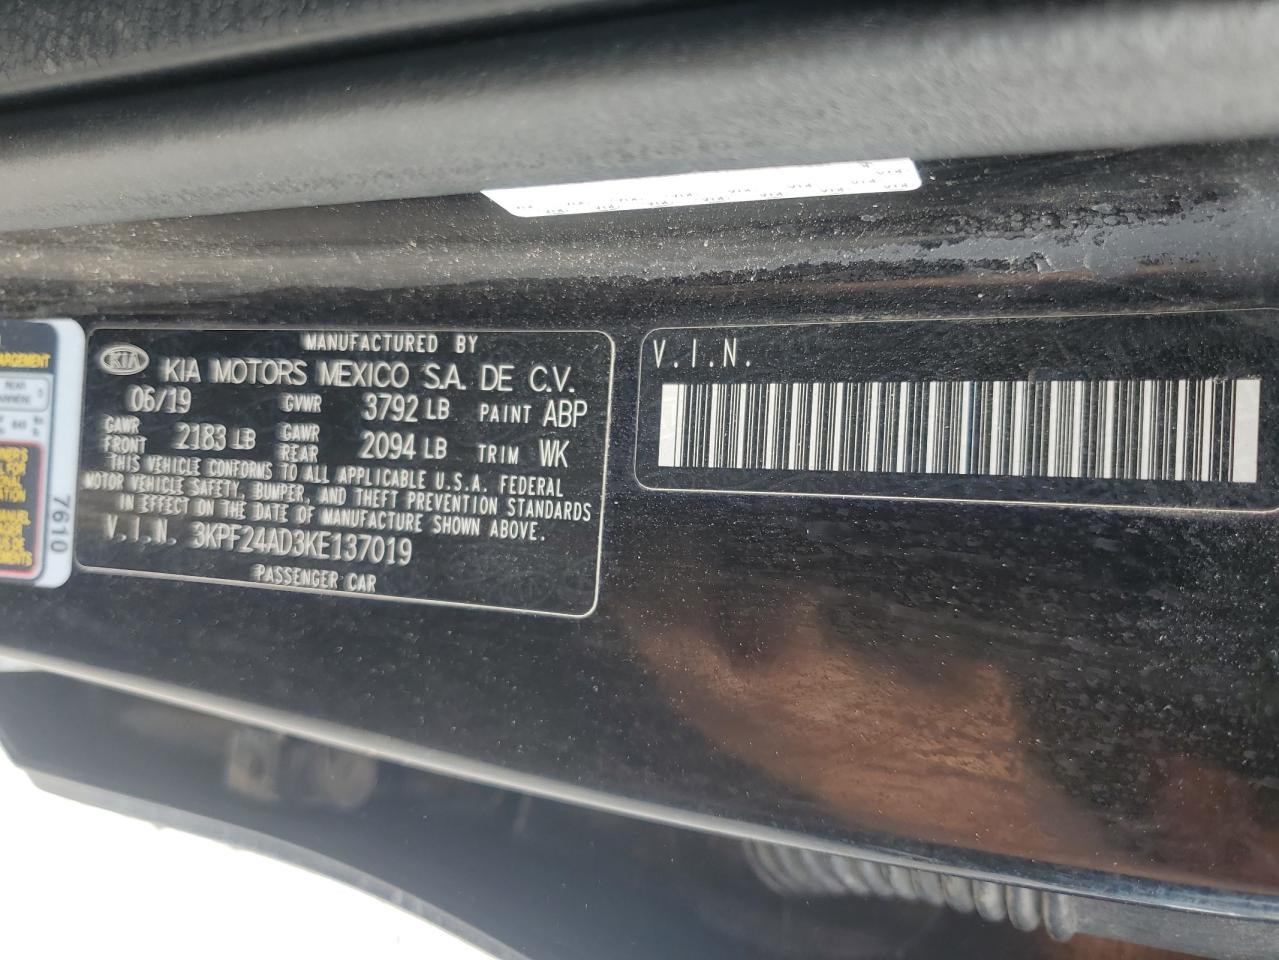 MANUFACTURED BY
KIA KIA MOTORS MEXICO S.A. DE C.V.
06/19 GVWR 3792 LB PAINT ABP
GAWR FRONT 2183 LB GAWR REAR 2094 LB TRIM WK
THIS VEHICLE CONFORMS TO ALL APPLICABLE U.S.A. FEDERAL
MOTOR VEHICLE SAFETY, BUMPER, AND THEFT PREVENTION STANDARDS
IN EFFECT ON THE DATE OF MANUFACTURE SHOWN ABOVE.
V.I.N. 3KPF24AD3KE137019
PASSENGER CAR
V.I.N.
7610